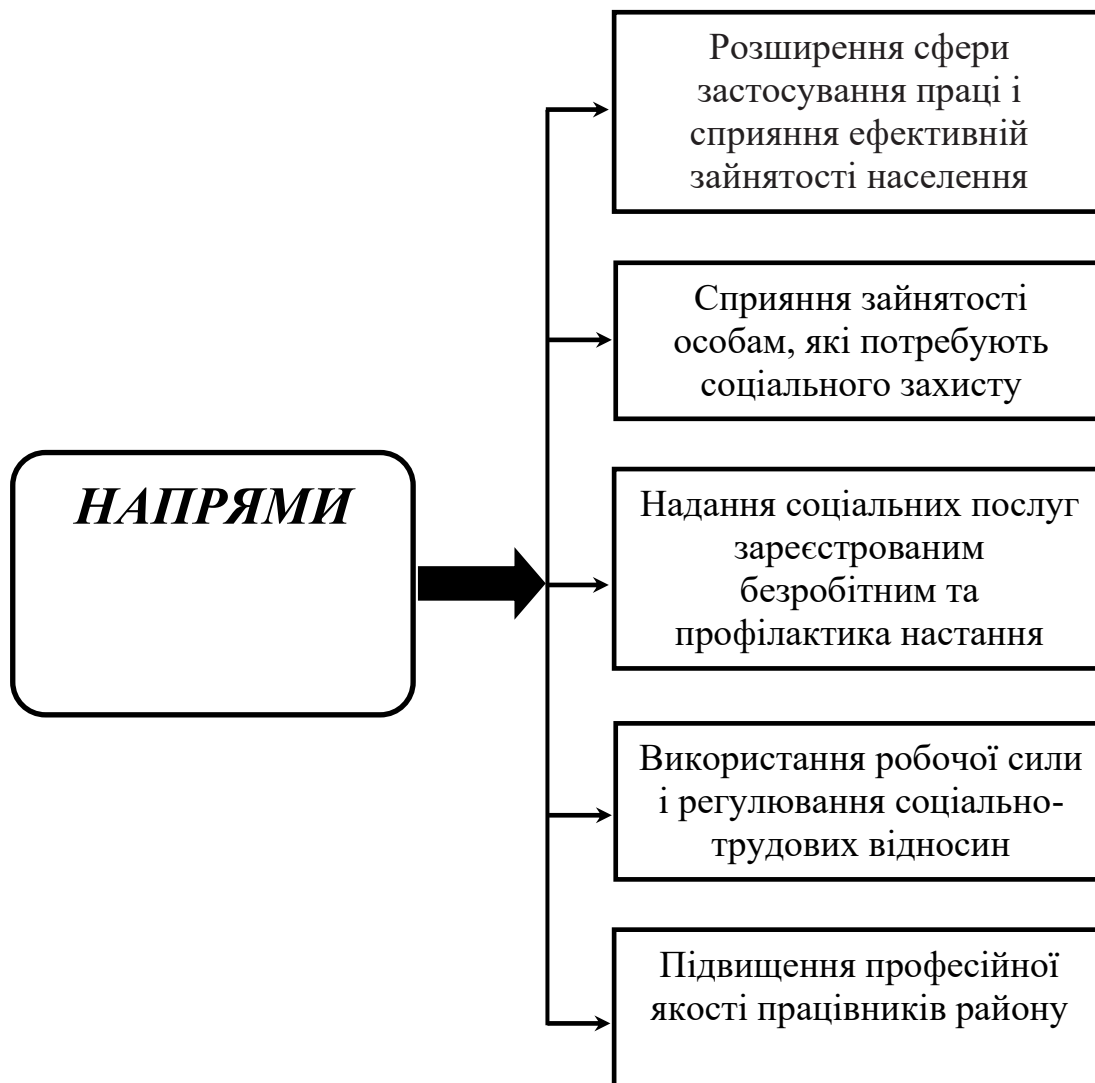 НАПРЯМИ
Розширення сфери
застосування праці і
сприяння ефективній
зайнятості населення
Сприяння зайнятості
особам, які потребують
соціального захисту
Надання соціальних послуг
зареєстрованим
безробітним та
профілактика настання
Використання робочої сили
і регулювання соціально-
трудових відносин
Підвищення професійної
якості працівників району